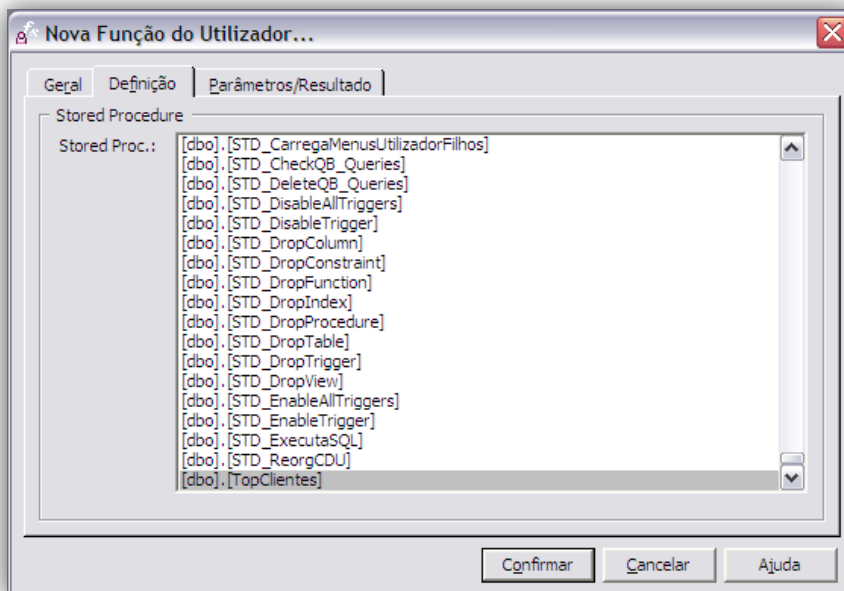 Nova Função do Utilizador...
Geral Definição Parâmetros/Resultado
Stored Procedure
Stored Proc.: [dbo].[STD_CarregaMenusUtilizadorFilhos]
[dbo].[STD_CheckQB_Queries]
[dbo].[STD_DeleteQB_Queries]
[dbo].[STD_DisableAllTriggers]
[dbo].[STD_DisableTrigger]
[dbo].[STD_DropColumn]
[dbo].[STD_DropConstraint]
[dbo].[STD_DropFunction]
[dbo].[STD_DropIndex]
[dbo].[STD_DropProcedure]
[dbo].[STD_DropTable]
[dbo].[STD_DropTrigger]
[dbo].[STD_DropView]
[dbo].[STD_EnableAllTriggers]
[dbo].[STD_EnableTrigger]
[dbo].[STD_ExecutaSQL]
[dbo].[STD_ReorgCDU]
[dbo].[TopClientes]
Confirmar Cancelar Ajuda